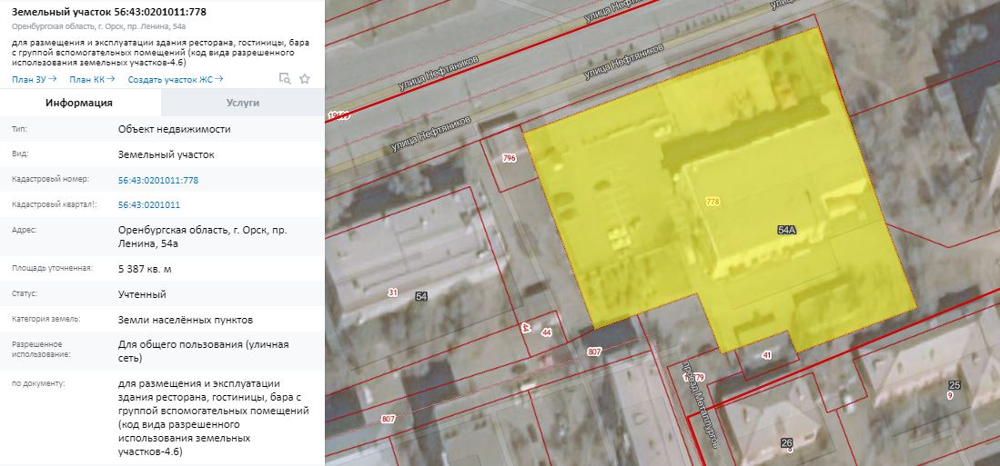 Земельный участок 56:43:0201011:778
Оренбургская область, г. Орск, пр. Ленина, 54а
для размещения и эксплуатации здания ресторана, гостиницы, бара
с группой вспомогательных помещений (код вида разрешенного
использования земельных участков-4.6)
План ЗУ→ План КК→ Создать участок ЖС→
Информация Услуги
Тип: Объект недвижимости
Вид: Земельный участок
Кадастровый номер: 56:43:0201011:778
Кадастровый квартал!: 56:43:0201011
Адрес: Оренбургская область, г. Орск, пр.
Ленина, 54а
Площадь уточненная: 5 387 кв. м
Статус: Учтенный
Категория земель: Земли населённых пунктов
Разрешенное
использование:
Для общего пользования (уличная
сеть)
по документу: для размещения и эксплуатации
здания ресторана, гостиницы, бара с
группой вспомогательных помещений
(код вида разрешенного
использования земельных
участков-4.6)
улица Нефтяников
улица Нефтяников
улица Нефтяников
796
778
54А
31
54
44
44
807
41
807
проезд Металлургов
25
9
26